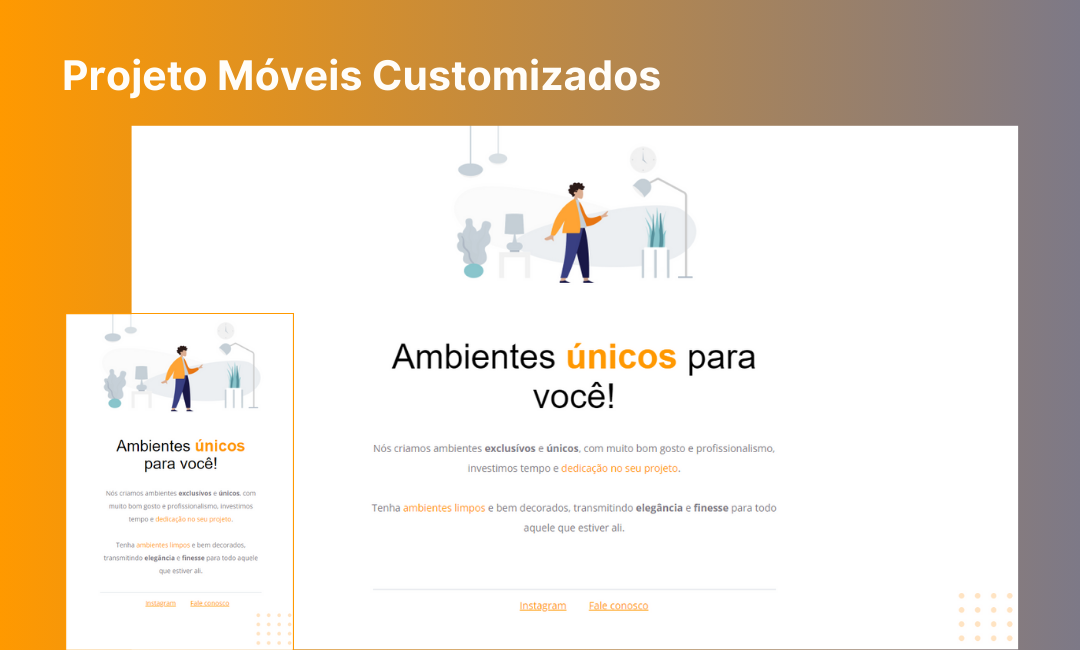 Projeto Móveis Customizados
Ambientes únicos para
você!
Nós criamos ambientes exclusívos e únicos, com muito bom gosto e profissionalismo,
investimos tempo e dedicação no seu projeto.
Tenha ambientes limpos e bem decorados, transmitindo elegância e finesse para todo
aquele que estiver ali.
Instagram Fale conosco
Ambientes únicos
para você!
Nós criamos ambientes exclusivos e únicos, com
muito bom gosto e profissionalismo, investimos
tempo e dedicação no seu projeto.
Tenha ambientes limpos e bem decorados,
transmitindo elegância e finesse para todo aquele
que estiver ali.
Instagram Fale conosco